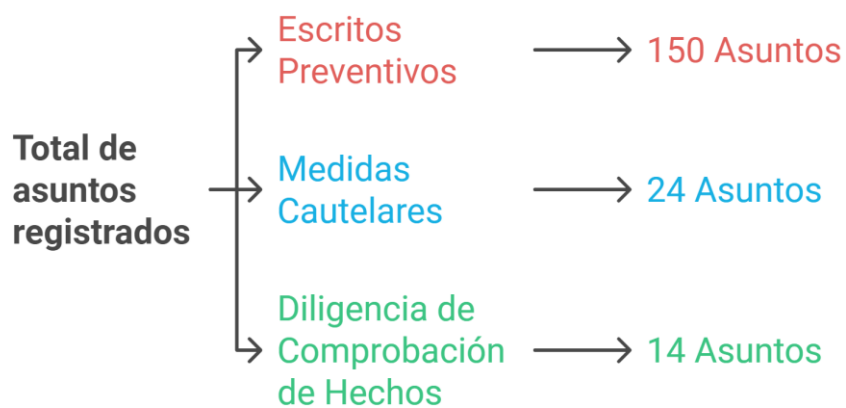 Total de
asuntos
registrados
Escritos
Preventivos
150 Asuntos
Medidas
Cautelares
24 Asuntos
Diligencia de
Comprobación
de Hechos
14 Asuntos